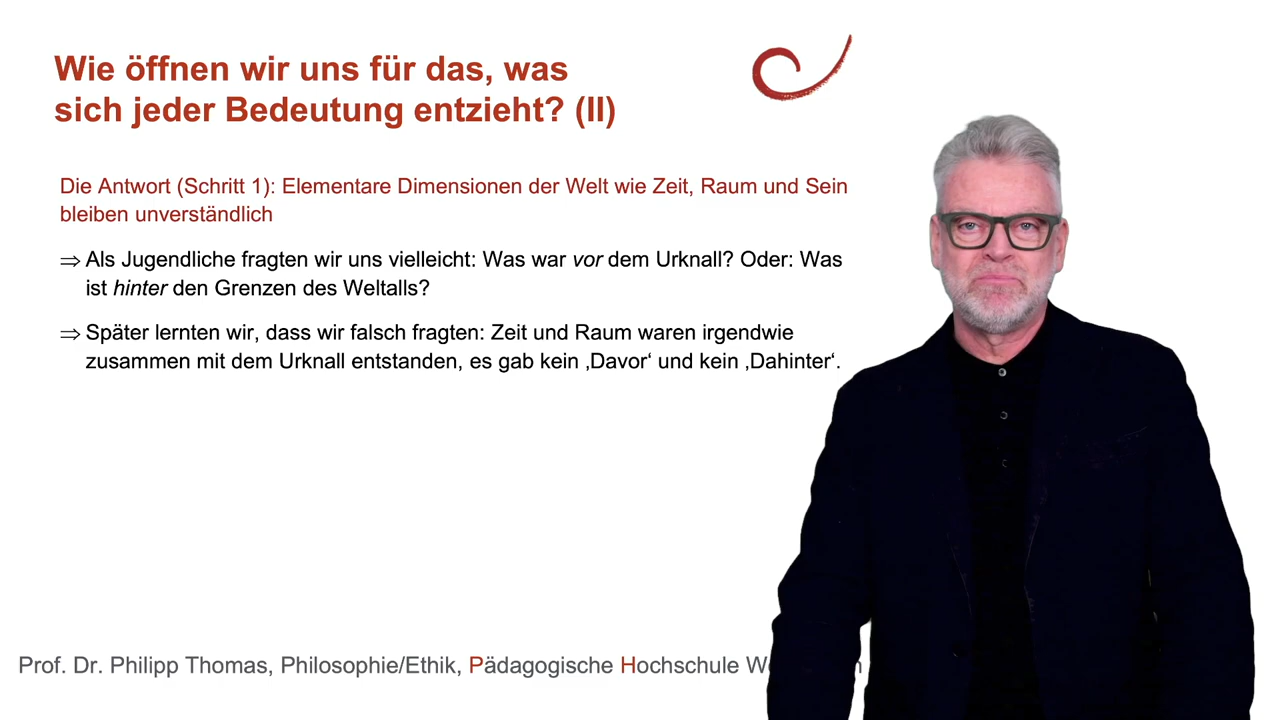 Wie öffnen wir uns für das, was
sich jeder Bedeutung entzieht? (II)
Die Antwort (Schritt 1): Elementare Dimensionen der Welt wie Zeit, Raum und Sein
bleiben unverständlich
⇒ Als Jugendliche fragten wir uns vielleicht: Was war vor dem Urknall? Oder: Was
ist hinter den Grenzen des Weltalls?
⇒ Später lernten wir, dass wir falsch fragten: Zeit und Raum waren irgendwie
zusammen mit dem Urknall entstanden, es gab kein ‚Davor‘ und kein ‚Dahinter‘.
Prof. Dr. Philipp Thomas, Philosophie/Ethik, Pädagogische Hochschule